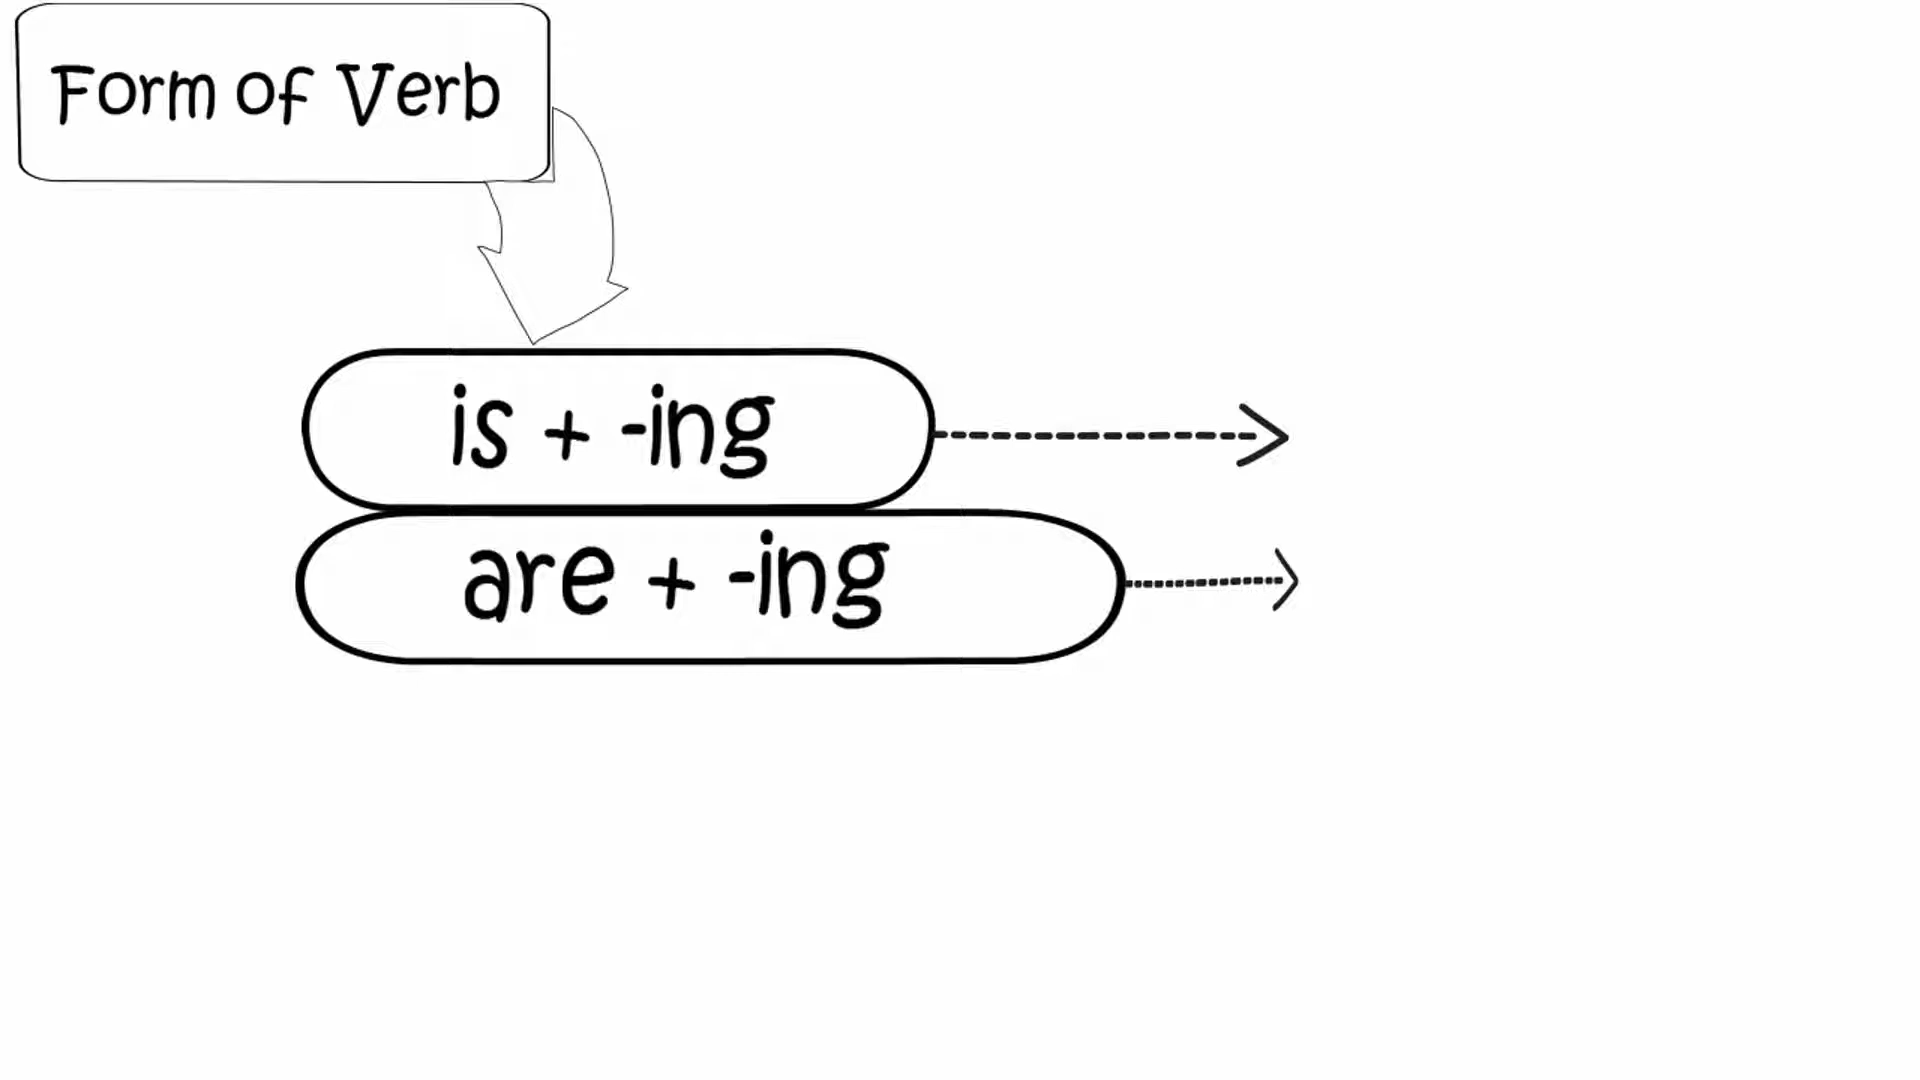 Form of Verb
is + -ing
are + -ing